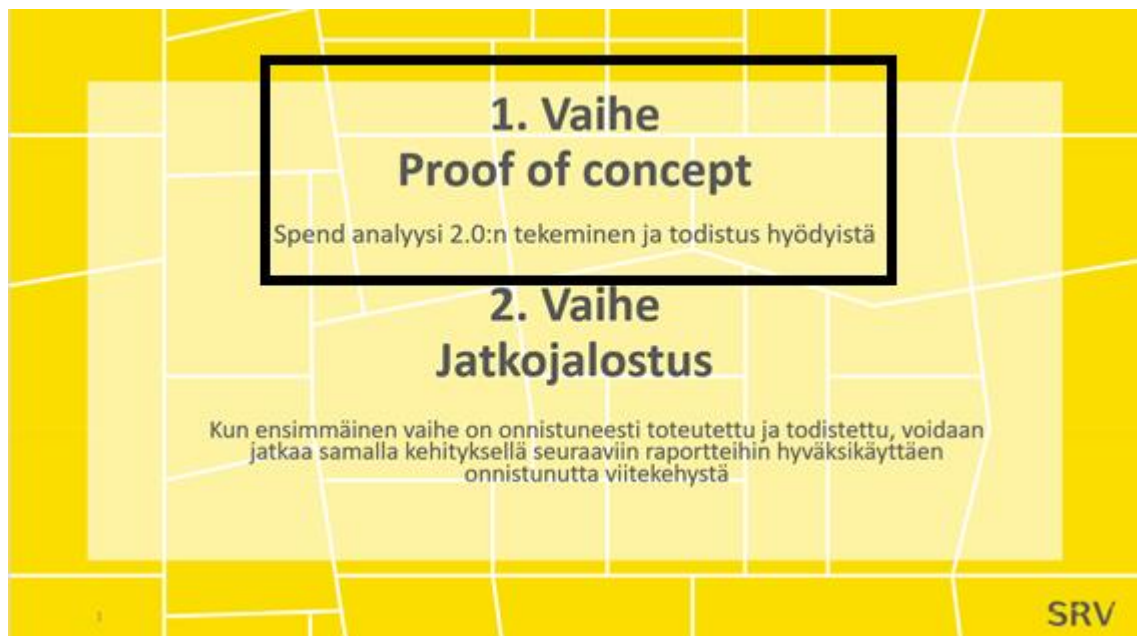 1. Vaihe
Proof of concept
Spend analyysi 2.0:n tekeminen ja todistus hyödyistä
2. Vaihe
Jatkojalostus
Kun ensimmäinen vaihe on onnistuneesti toteutettu ja todistettu, voidaan
jatkaa samalla kehityksellä seuraaviin raportteihin hyväksikäyttäen
onnistunutta viitekehystä
SRV